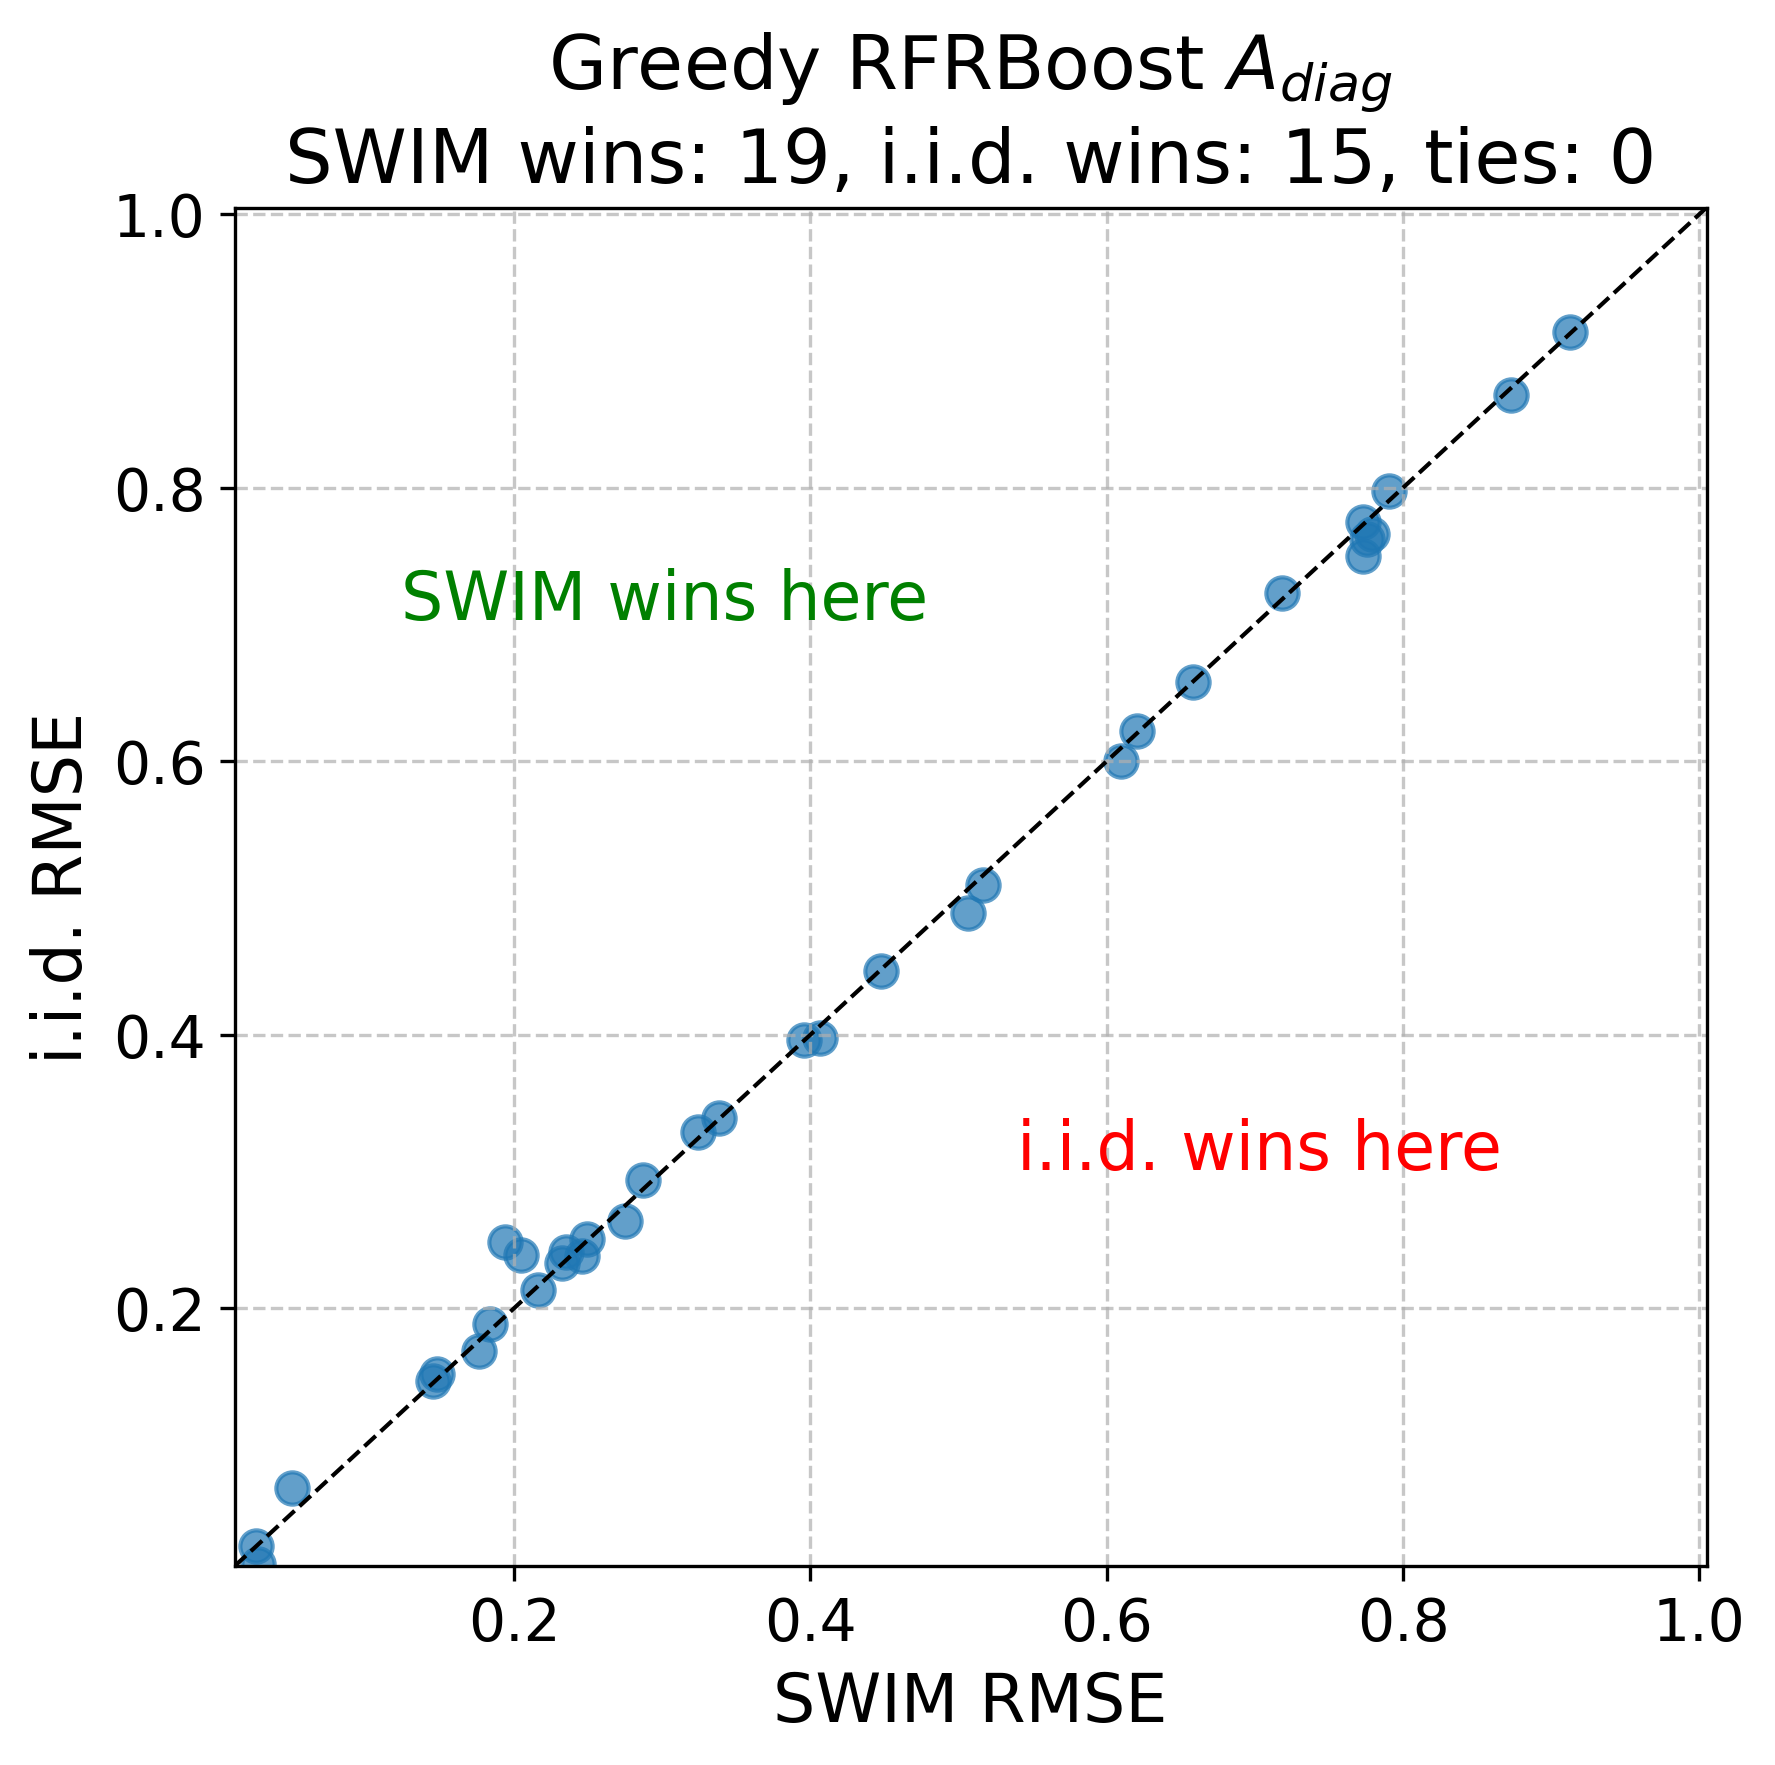 Greedy RFRBoost A_diag
SWIM wins: 19, i.i.d. wins: 15, ties: 0
1.0
0.8
0.6
0.4
0.2
i.i.d. RMSE
SWIM wins here
i.i.d. wins here
0.2 0.4 0.6 0.8 1.0
SWIM RMSE